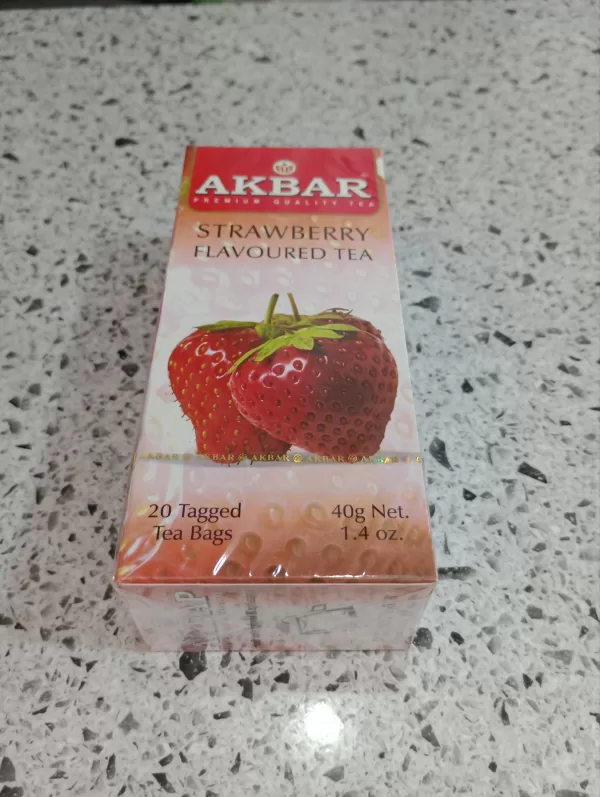 AKBAR
PREMIUM QUALITY TEA
STRAWBERRY
FLAVOURED TEA
AKBAR AKBAR AKBAR AKBAR
20 Tagged
Tea Bags
40g Net.
1.4 oz.